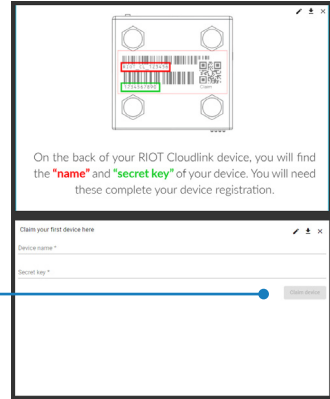 RIOT_CL_123456
1234567890
Claim
On the back of your RIOT Cloudlink device, you will find
the "name" and "secret key" of your device. You will need
these complete your device registration.
Claim your first device here
Device name *
Secret key *
Claim device